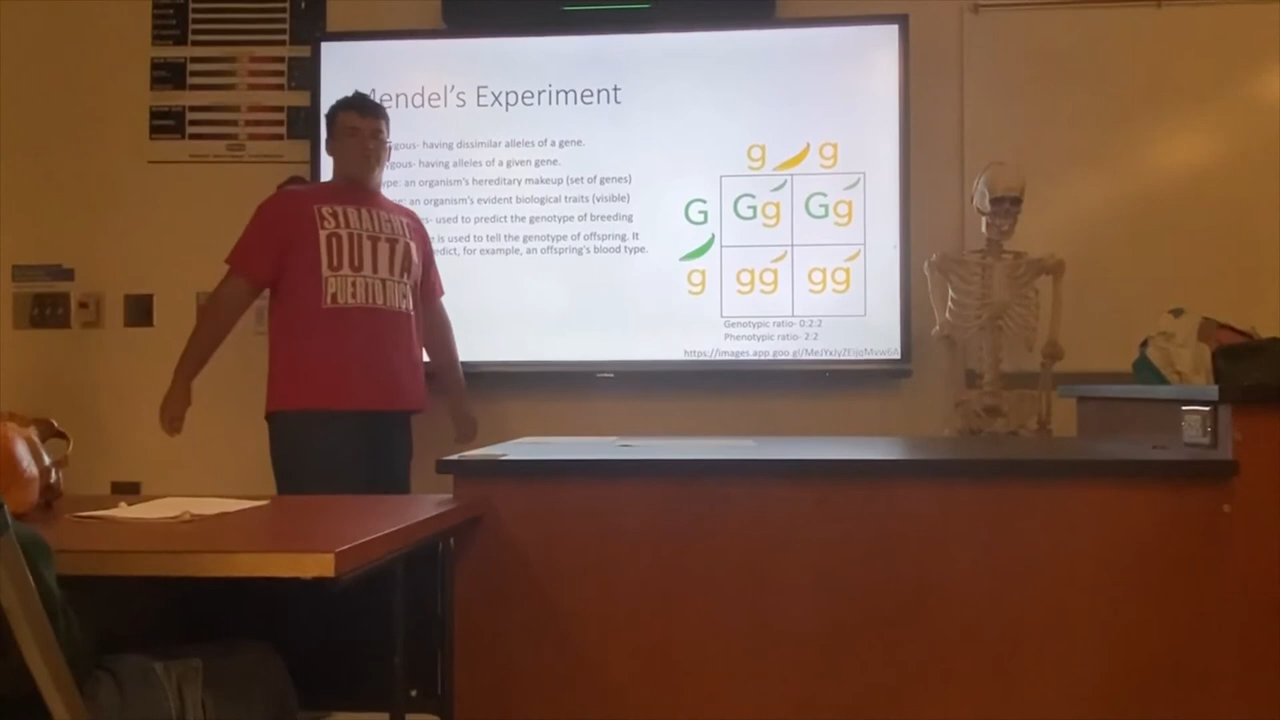 Mendel's Experiment
gous- having dissimilar alleles of a gene.
gous- having alleles of a given gene.
ype: an organism's hereditary makeup (set of genes)
e: an organism's evident biological traits (visible)
es- used to predict the genotype of breeding
is used to tell the genotype of offspring. It
edict, for example, an offspring's blood type.
g g
G Gg Gg
g gg gg
Genotypic ratio- 0:2:2
Phenotypic ratio- 2:2
STRAIGHT
OUTTA
PUERTO RICO